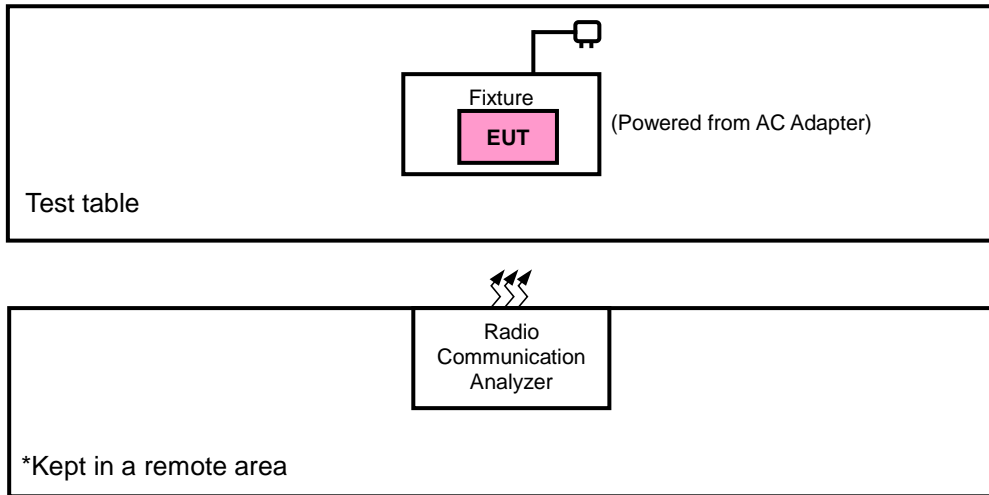 Fixture
EUT
(Powered from AC Adapter)
Test table
Radio
Communication
Analyzer
*Kept in a remote area